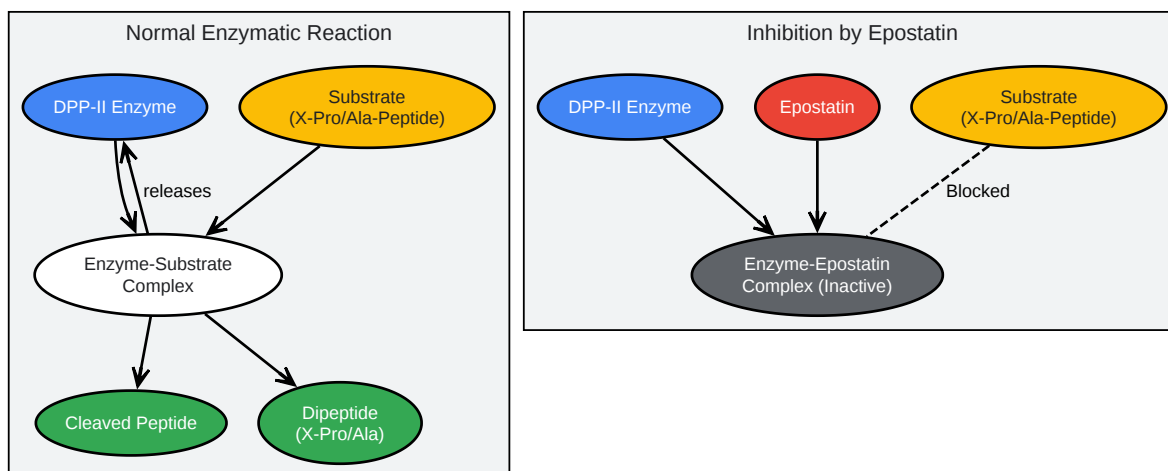 Normal Enzymatic Reaction
DPP-II Enzyme
Substrate
(X-Pro/Ala-Peptide)
releases
Enzyme-Substrate
Complex
Cleaved Peptide
Dipeptide
(X-Pro/Ala)
Inhibition by Epostatin
DPP-II Enzyme
Epostatin
Substrate
(X-Pro/Ala-Peptide)
Blocked
Enzyme-Epostatin
Complex (Inactive)